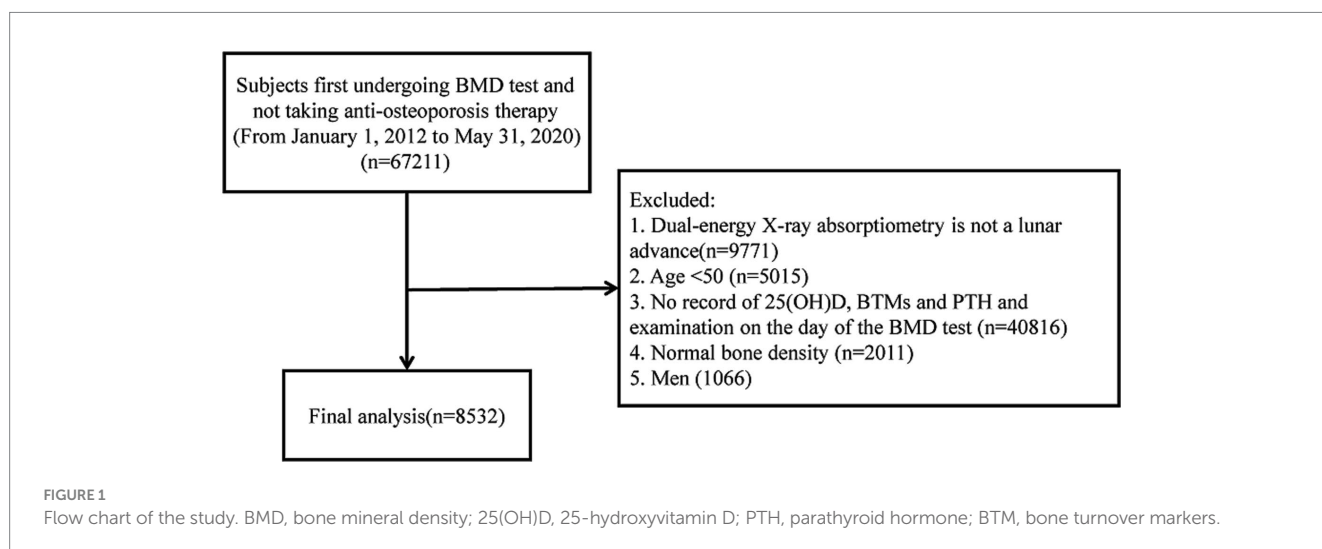 Subjects first undergoing BMD test and
not taking anti-osteoporosis therapy
(From January 1, 2012 to May 31, 2020)
(n=67211)
Excluded:
1. Dual-energy X-ray absorptiometry is not a lunar
advance(n=9771)
2. Age <50 (n=5015)
3. No record of 25(OH)D, BTMs and PTH and
examination on the day of the BMD test (n=40816)
4. Normal bone density (n=2011)
5. Men (1066)
Final analysis(n=8532)
FIGURE 1
Flow chart of the study. BMD, bone mineral density; 25(OH)D, 25-hydroxyvitamin D; PTH, parathyroid hormone; BTM, bone turnover markers.